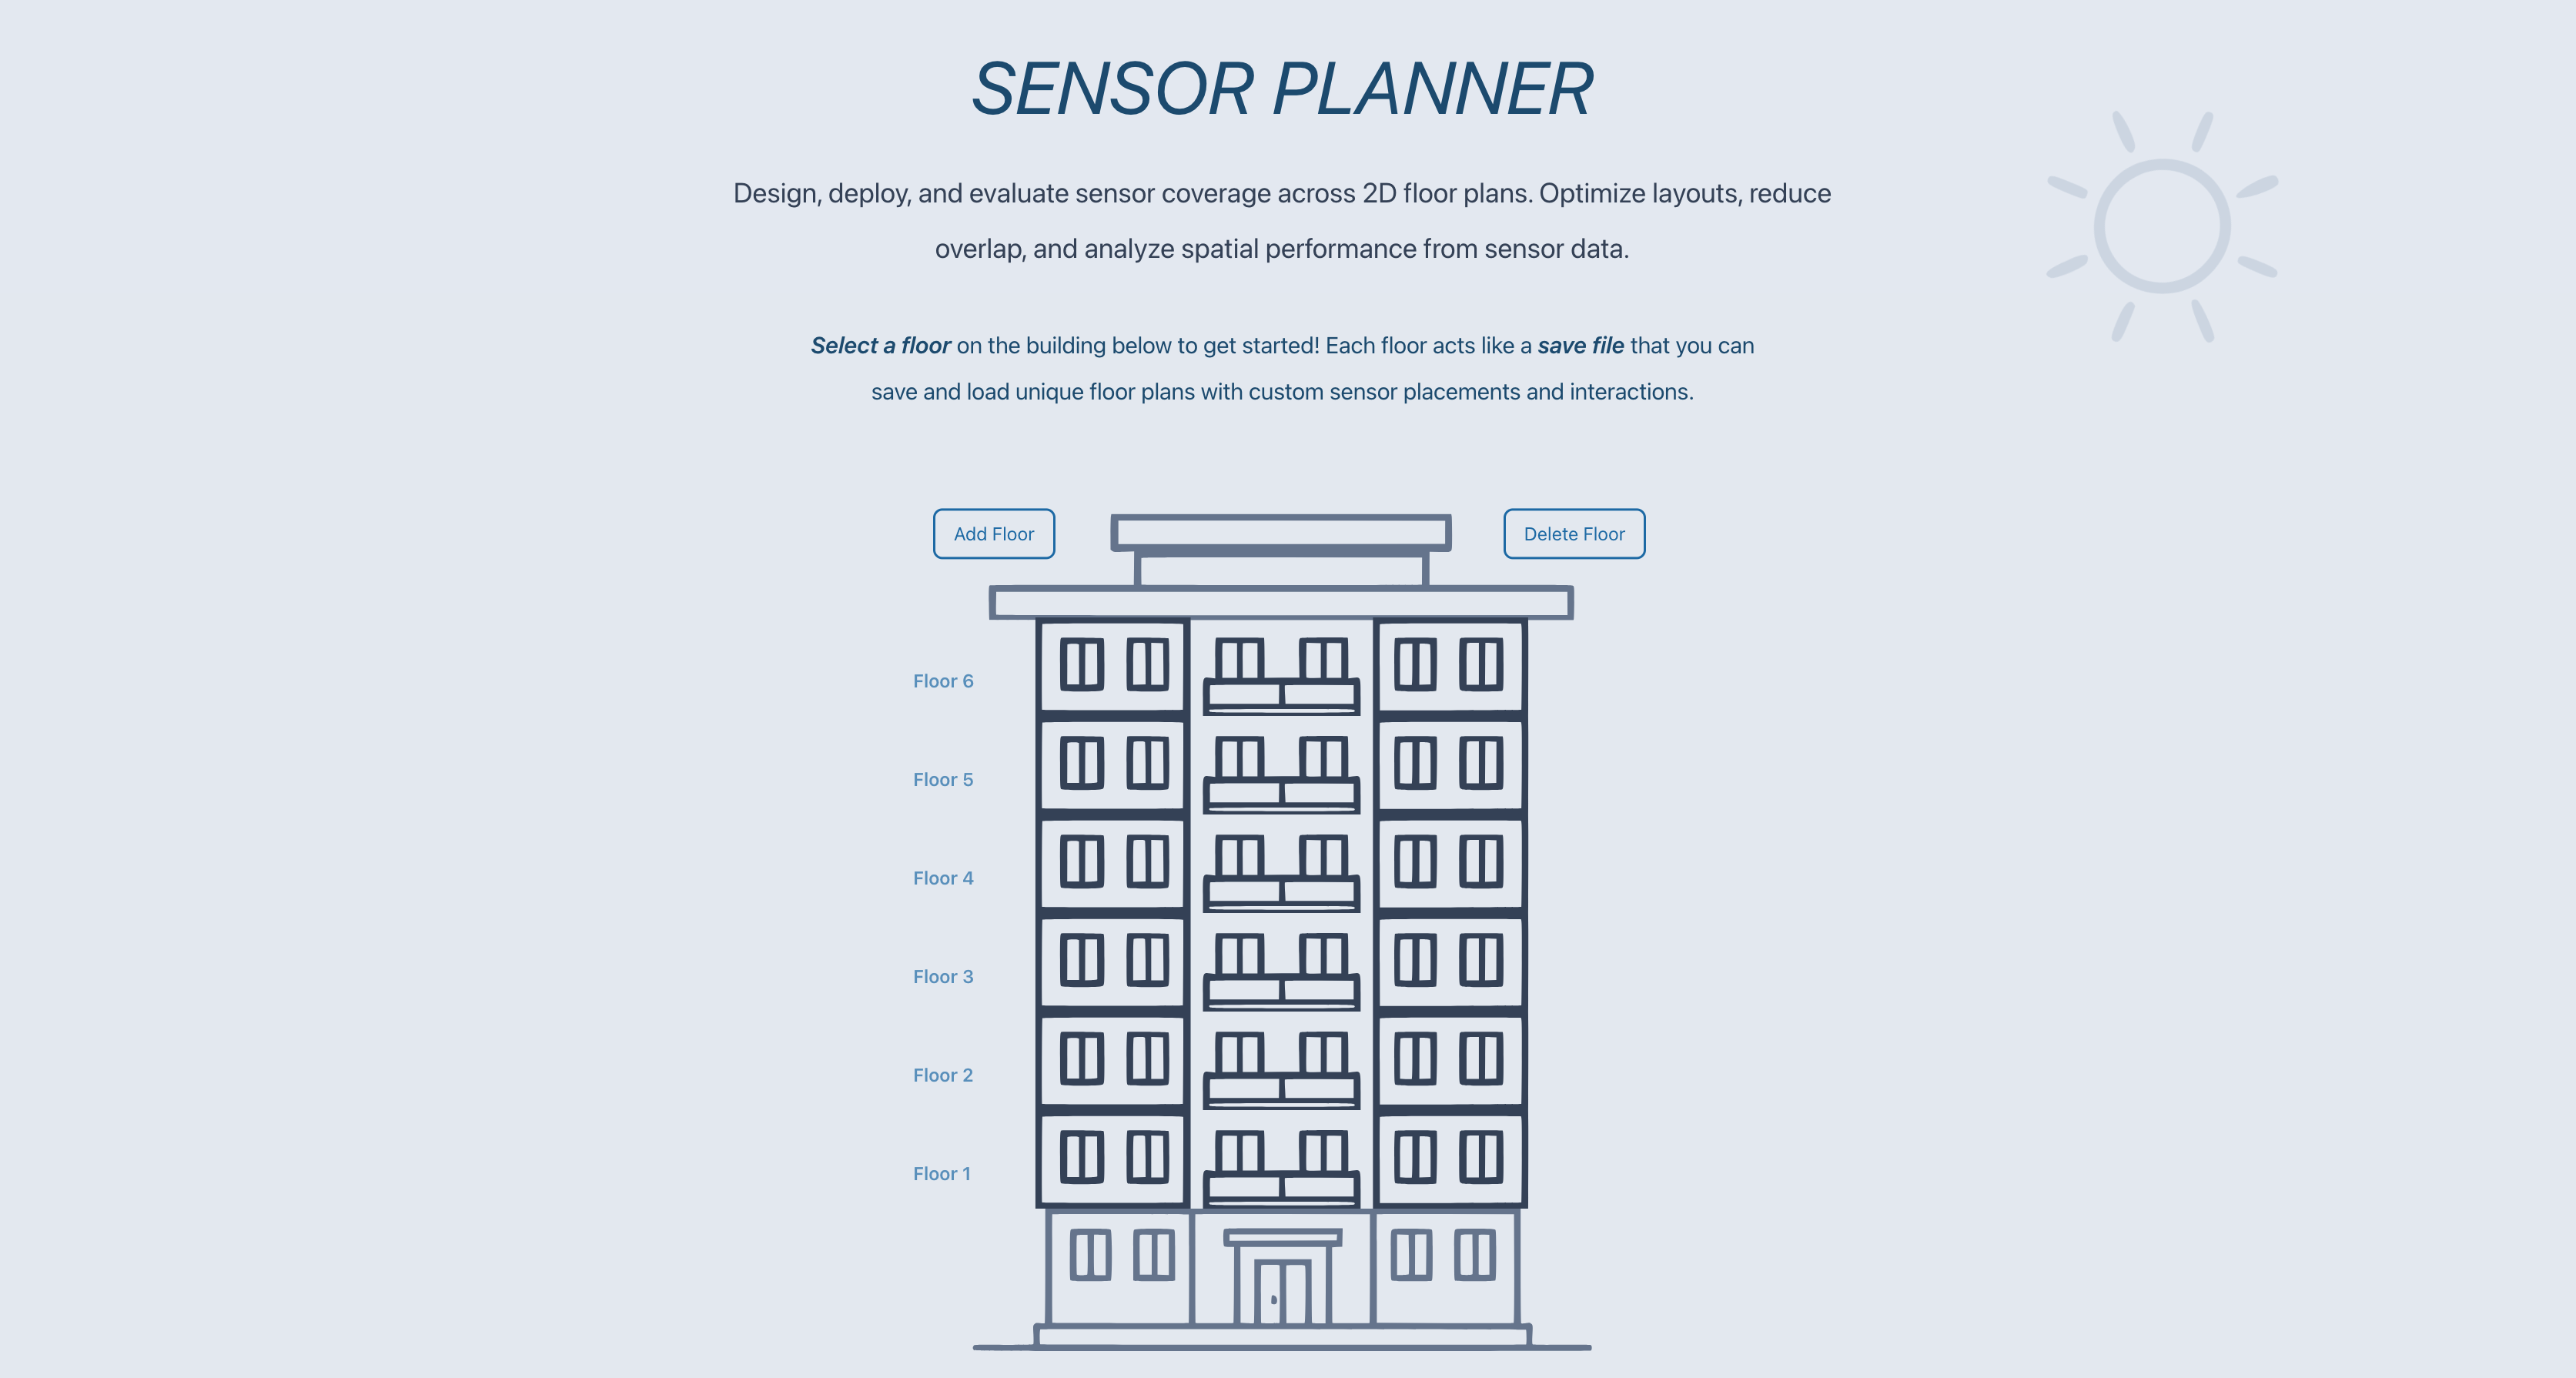 SENSOR PLANNER
Design, deploy, and evaluate sensor coverage across 2D floor plans. Optimize layouts, reduce
overlap, and analyze spatial performance from sensor data.
Select a floor on the building below to get started! Each floor acts like a save file that you can
save and load unique floor plans with custom sensor placements and interactions.
Add Floor
Delete Floor
Floor 6
Floor 5
Floor 4
Floor 3
Floor 2
Floor 1